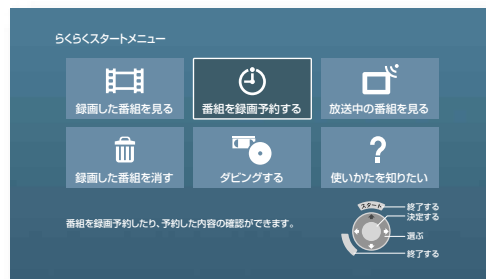 らくらくスタートメニュー
録画した番組を見る
番組を録画予約する
放送中の番組を見る
録画した番組を消す
ダビングする
使いかたを知りたい
番組を録画予約したり、予約した内容の確認ができます。
スタート
終了する
決定する
選ぶ
終了する